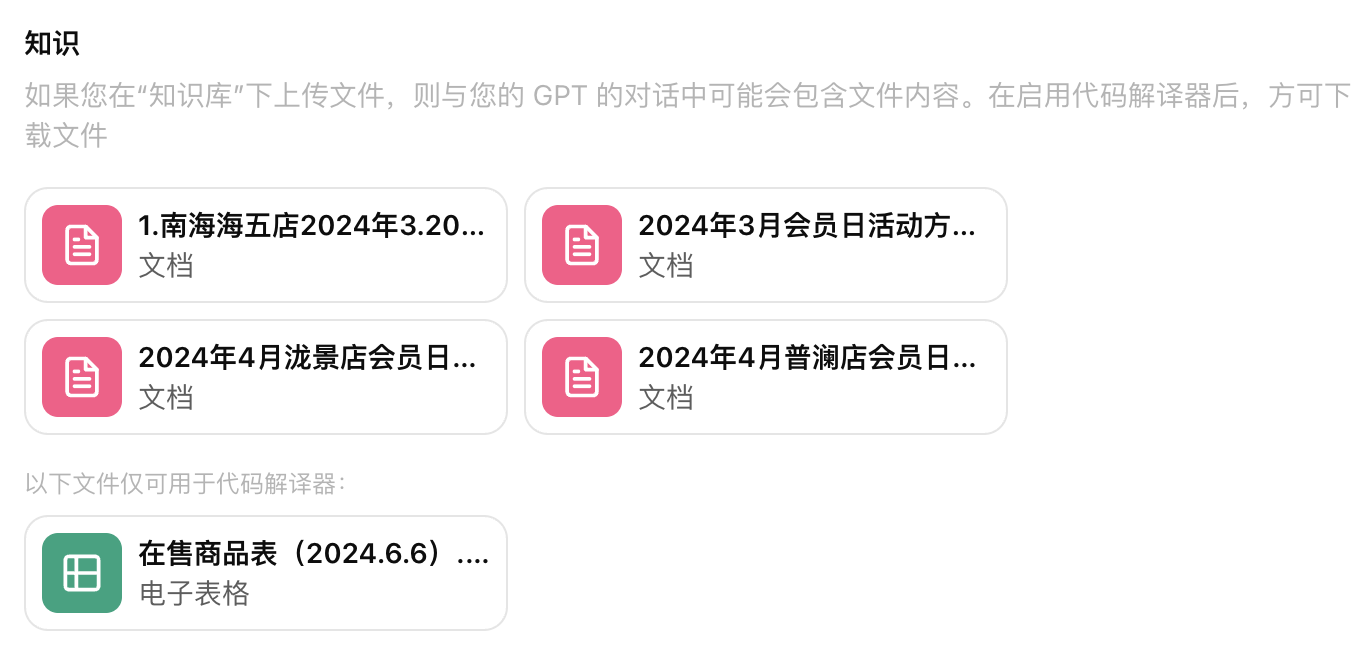 知识
如果您在“知识库”下上传文件，则与您的 GPT 的对话中可能会包含文件内容。在启用代码解译器后，方可下
载文件
1.南海海五店2024年3.20...
文档
2024年3月会员日活动方...
文档
2024年4月泷景店会员日...
文档
2024年4月普澜店会员日...
文档
以下文件仅可用于代码解译器：
在售商品表（2024.6.6）....
电子表格